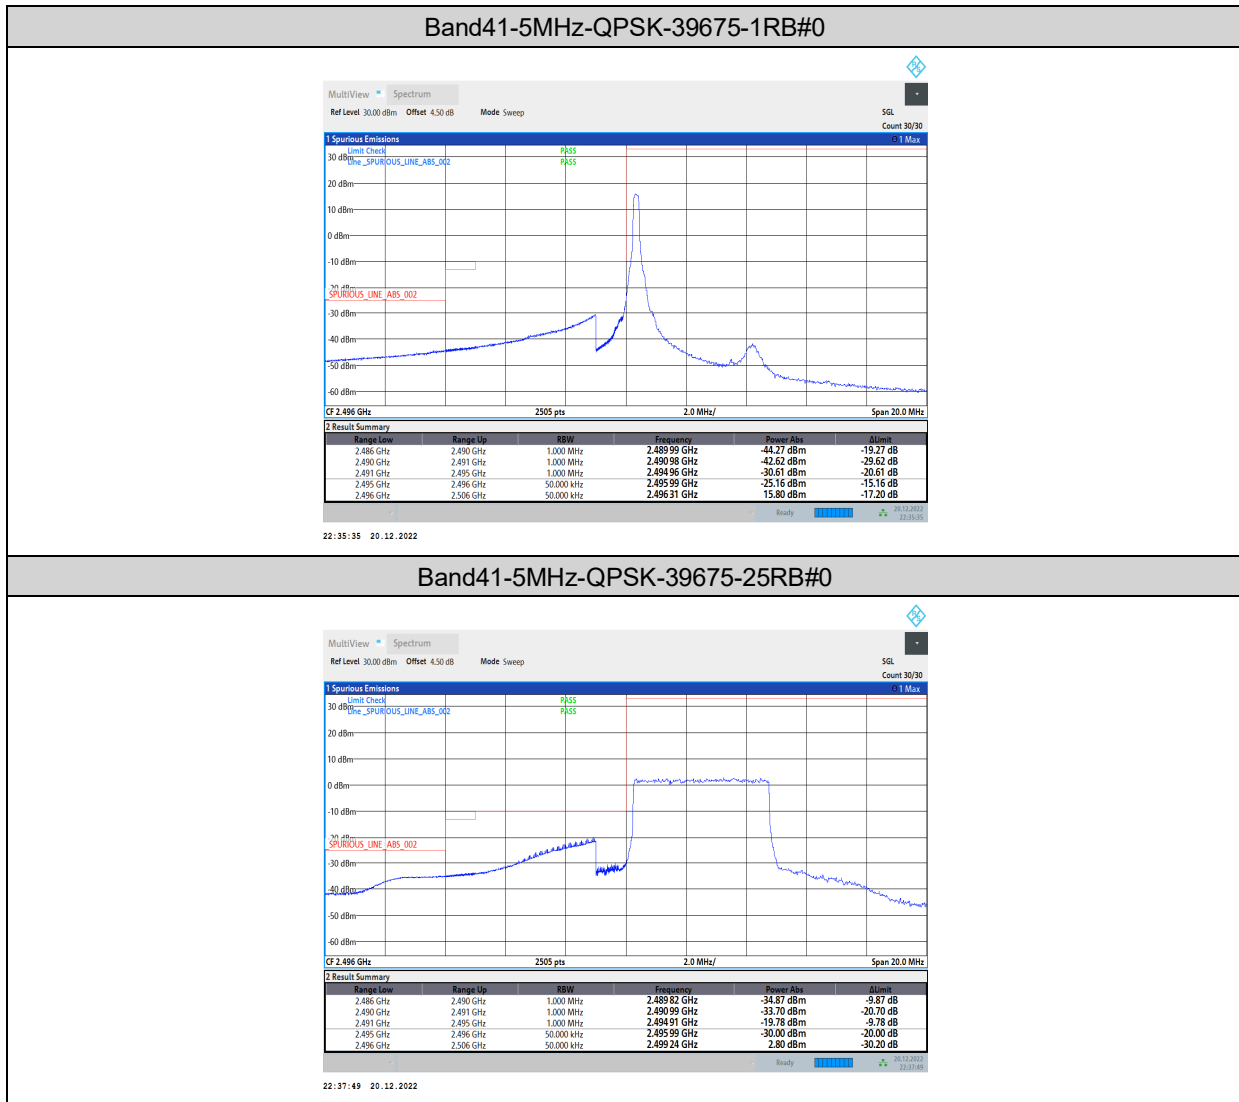 Band41-5MHz-QPSK-39675-1RB#0
MultiView Spectrum
Ref Level 30.00 dBm Offset 4.50 dB Mode Sweep SGL
Count 30/30
1 Spurious Emissions 1 Max
Limit Check PASS
30 dBm
Line _SPURIOUS_LINE_ABS_002 PASS
20 dBm
10 dBm
0 dBm
-10 dBm
-20 dBm
SPURIOUS_LINE_ABS_002
-30 dBm
-40 dBm
-50 dBm
-60 dBm
CF 2.496 GHz 2505 pts 2.0 MHz/ Span 20.0 MHz
2 Result Summary
Range Low Range Up RBW Frequency Power Abs ΔLimit
2.486 GHz 2.490 GHz 1.000 MHz 2.48999 GHz -44.27 dBm -19.27 dB
2.490 GHz 2.491 GHz 1.000 MHz 2.49098 GHz -42.62 dBm -29.62 dB
2.491 GHz 2.495 GHz 1.000 MHz 2.49496 GHz -30.61 dBm -20.61 dB
2.495 GHz 2.496 GHz 50.000 kHz 2.49599 GHz -25.16 dBm -15.16 dB
2.496 GHz 2.506 GHz 50.000 kHz 2.49631 GHz 15.80 dBm -17.20 dB
Ready 20.12.2022
22:35:35
22:35:35 20.12.2022
Band41-5MHz-QPSK-39675-25RB#0
MultiView Spectrum
Ref Level 30.00 dBm Offset 4.50 dB Mode Sweep SGL
Count 30/30
1 Spurious Emissions 1 Max
Limit Check PASS
30 dBm
Line _SPURIOUS_LINE_ABS_002 PASS
20 dBm
10 dBm
0 dBm
-10 dBm
-20 dBm
SPURIOUS_LINE_ABS_002
-30 dBm
-40 dBm
-50 dBm
-60 dBm
CF 2.496 GHz 2505 pts 2.0 MHz/ Span 20.0 MHz
2 Result Summary
Range Low Range Up RBW Frequency Power Abs ΔLimit
2.486 GHz 2.490 GHz 1.000 MHz 2.48982 GHz -34.87 dBm -9.87 dB
2.490 GHz 2.491 GHz 1.000 MHz 2.49099 GHz -33.70 dBm -20.70 dB
2.491 GHz 2.495 GHz 1.000 MHz 2.49491 GHz -19.78 dBm -9.78 dB
2.495 GHz 2.496 GHz 50.000 kHz 2.49599 GHz -30.00 dBm -20.00 dB
2.496 GHz 2.506 GHz 50.000 kHz 2.49924 GHz 2.80 dBm -30.20 dB
Ready 20.12.2022
22:37:49
22:37:49 20.12.2022